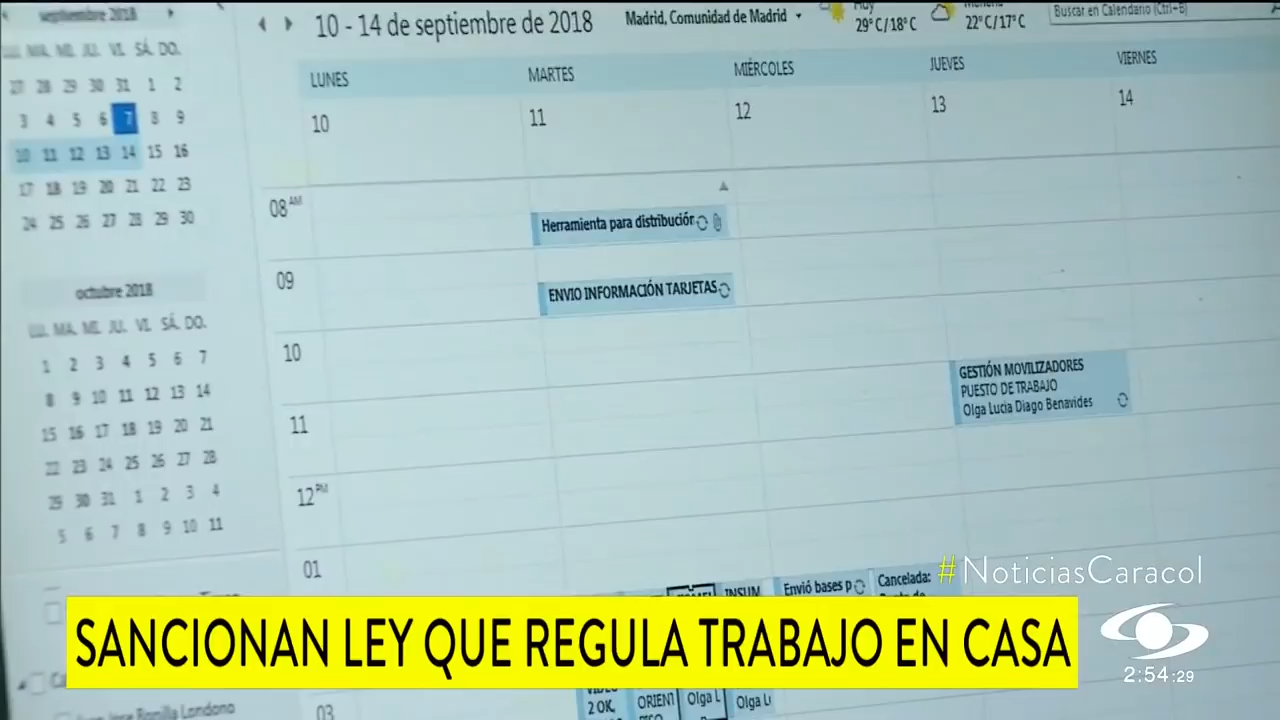 septiembre 2018
MA. MI. JU. VI. SÁ. DO.
27 28 29 30 31 1 2
3 4 5 6 7 8 9
10 11 12 13 14 15 16
17 18 19 20 21 22 23
24 25 26 27 28 29 30
octubre 2018
LU. MA. MI. JU. VI. SÁ. DO.
1 2 3 4 5 6 7
8 9 10 11 12 13 14
15 16 17 18 19 20 21
22 23 24 25 26 27 28
29 30 31 1 2 3 4
5 6 7 8 9 10 11
10 - 14 de septiembre de 2018
Madrid, Comunidad de Madrid
Hoy
29°C/18°C
22°C/17°C
Buscar en Calendario (Ctrl+B)
LUNES MARTES MIÉRCOLES JUEVES VIERNES
10 11 12 13 14
08 AM
Herramienta para distribución
09
ENVIO INFORMACIÓN TARJETAS
10
GESTIÓN MOVILIZADORES
PUESTO DE TRABAJO
Olga Lucia Diago Benavides
11
12 PM
01
INSUM
Envió bases p
Cancelada:
2 OK.
ORIENT
Olga L
Olga Lu
03
#NoticiasCaracol
SANCIONAN LEY QUE REGULA TRABAJO EN CASA
2:54:29